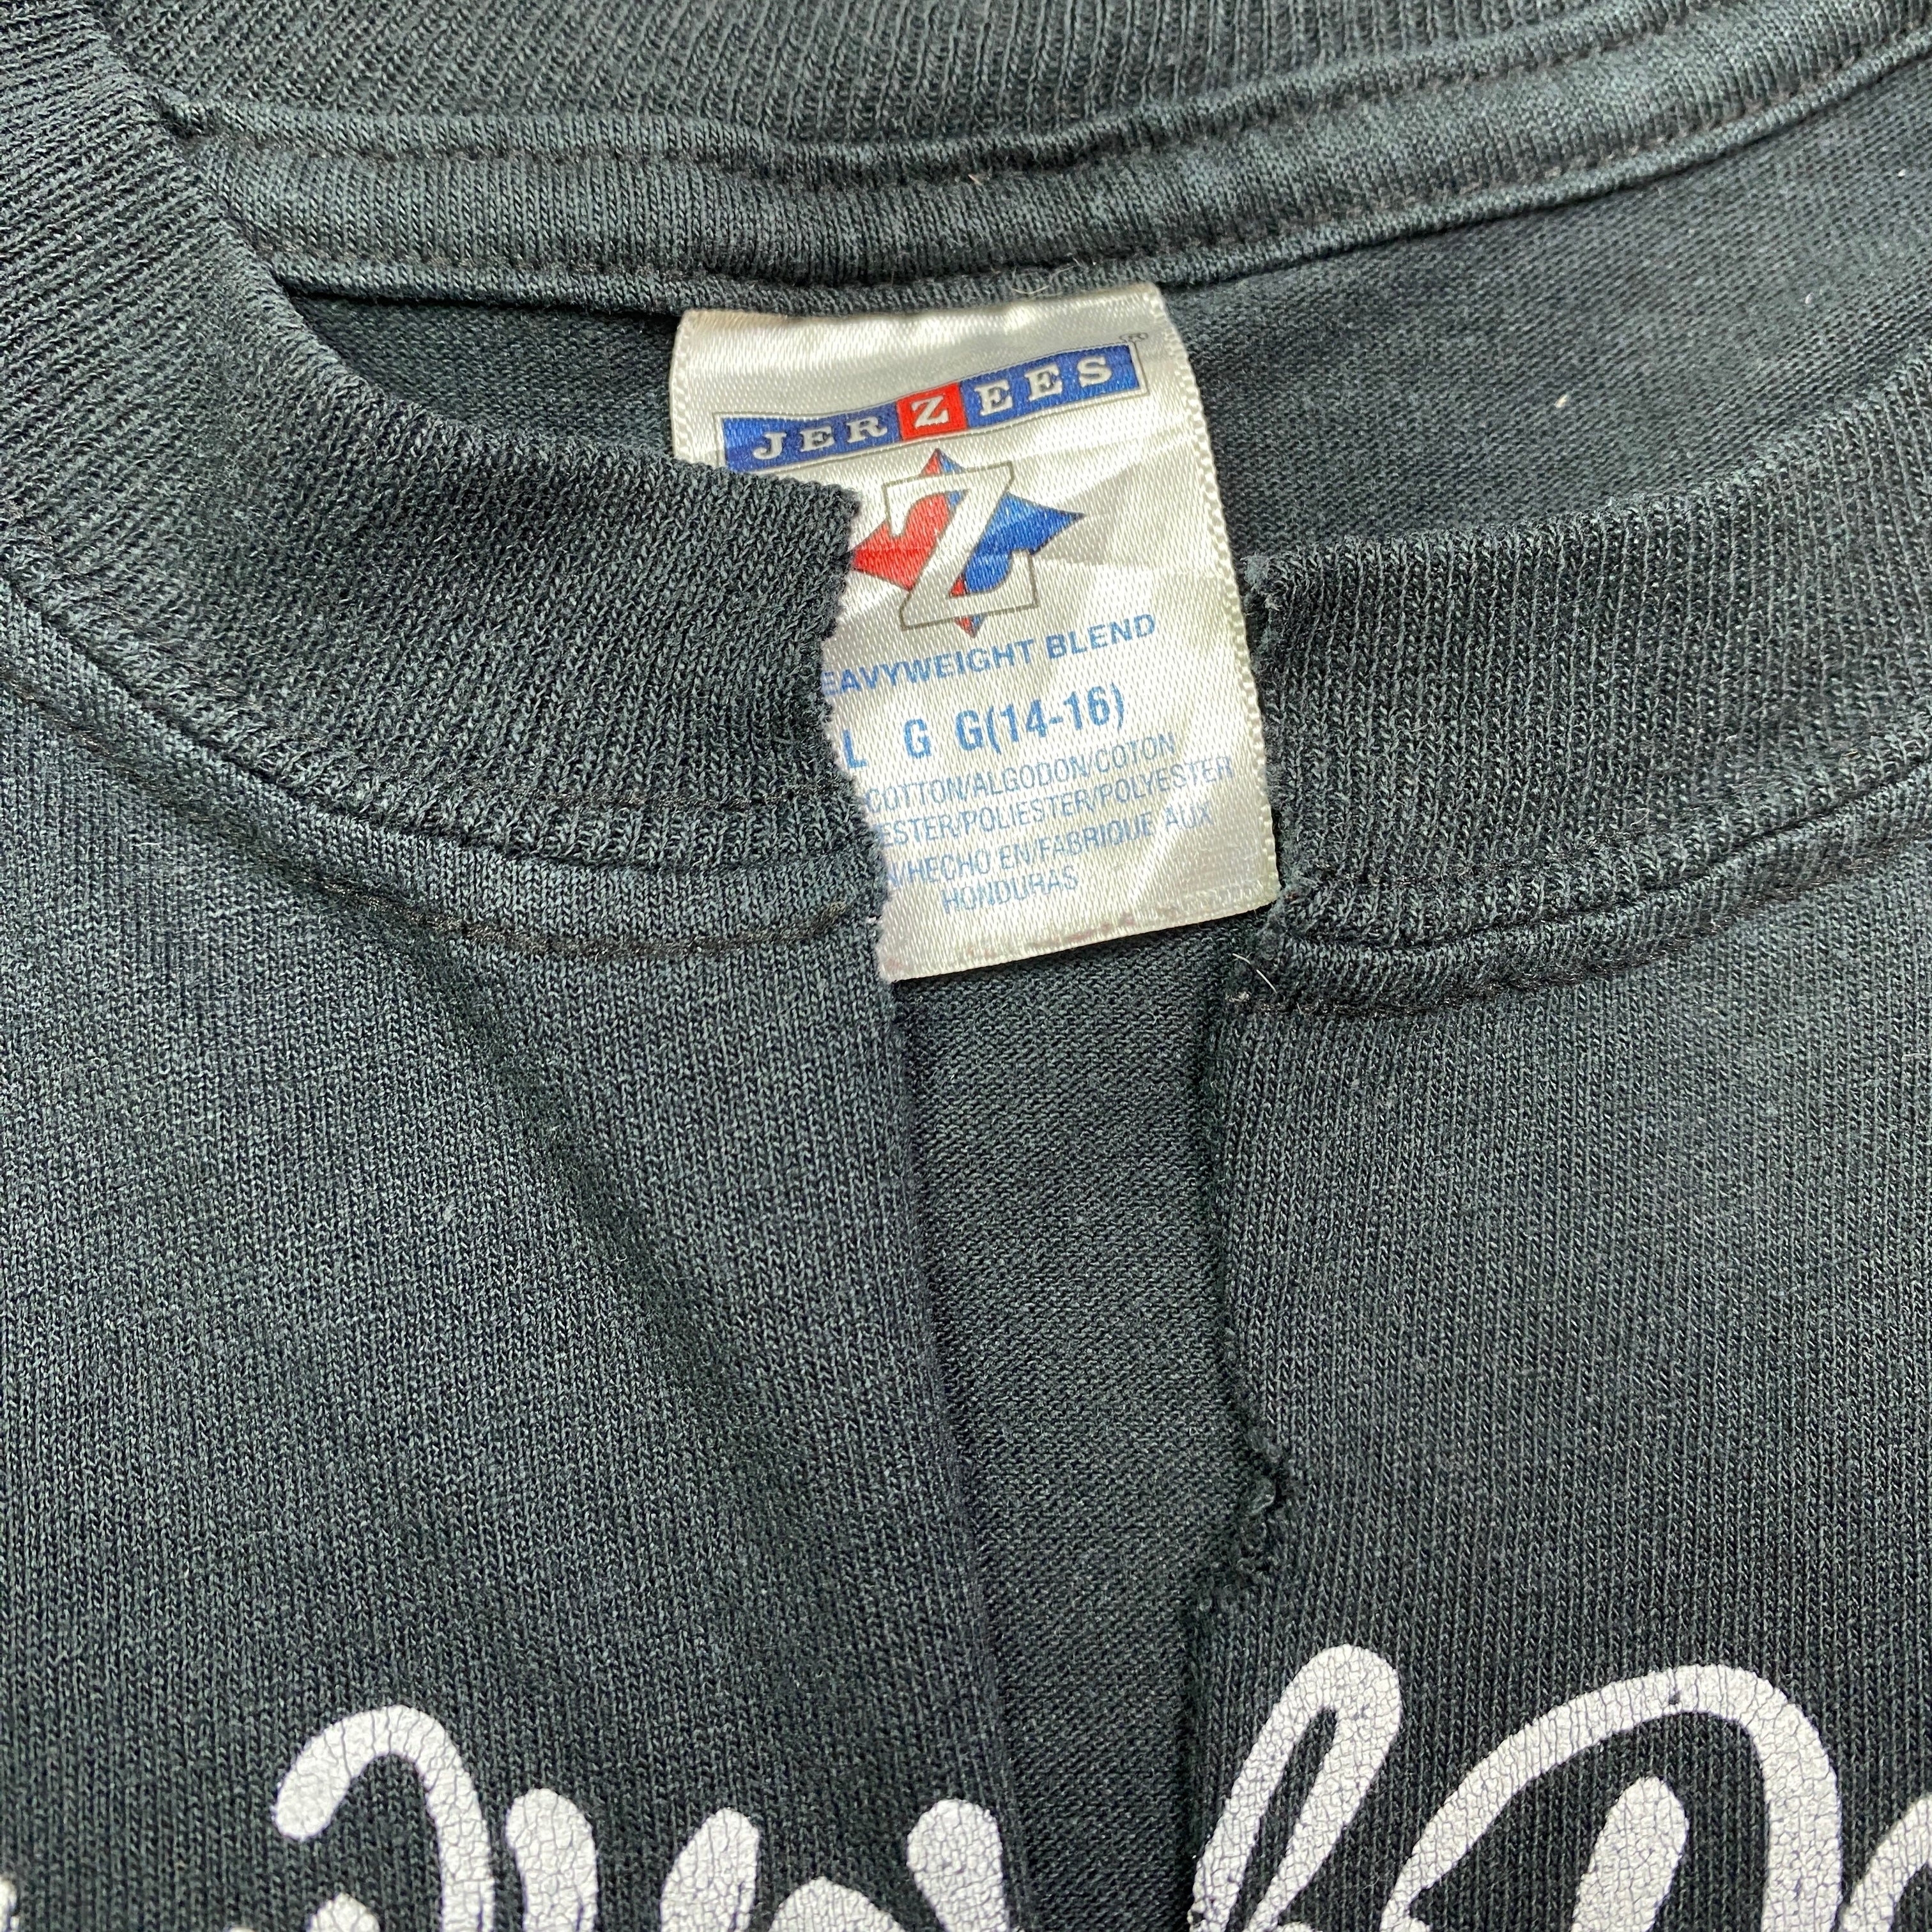 JERZEES®
Z
EAVYWEIGHT BLEND
L G G(14-16)
COTTON/ALGODON/COTON
ESTER/POLIESTER/POLYESTER
N/HECHO EN/FABRIQUE AUX
HONDURAS